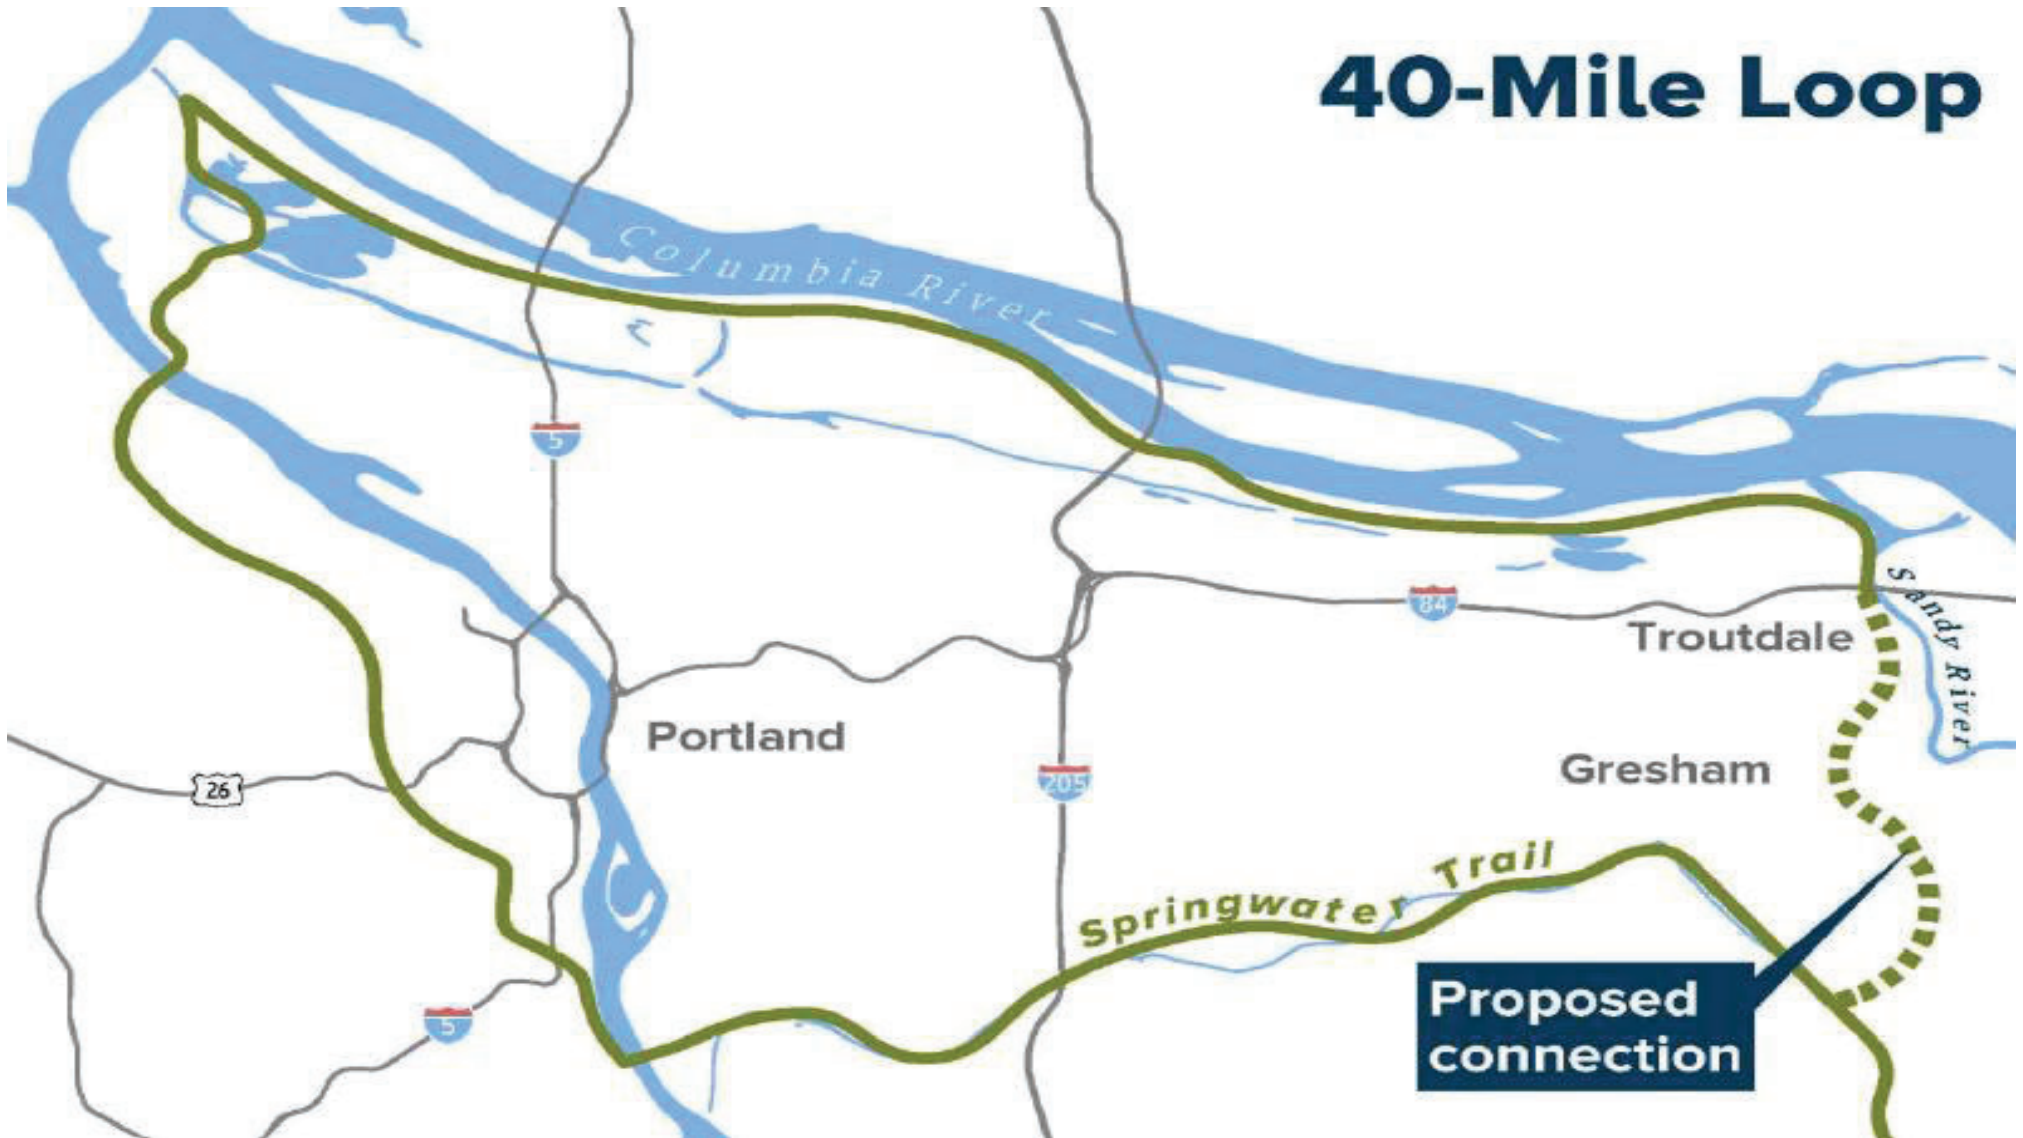 40-Mile Loop
Columbia River
5
84
Sandy River
Troutdale
Portland
Gresham
205
26
Springwater Trail
Proposed
connection
5